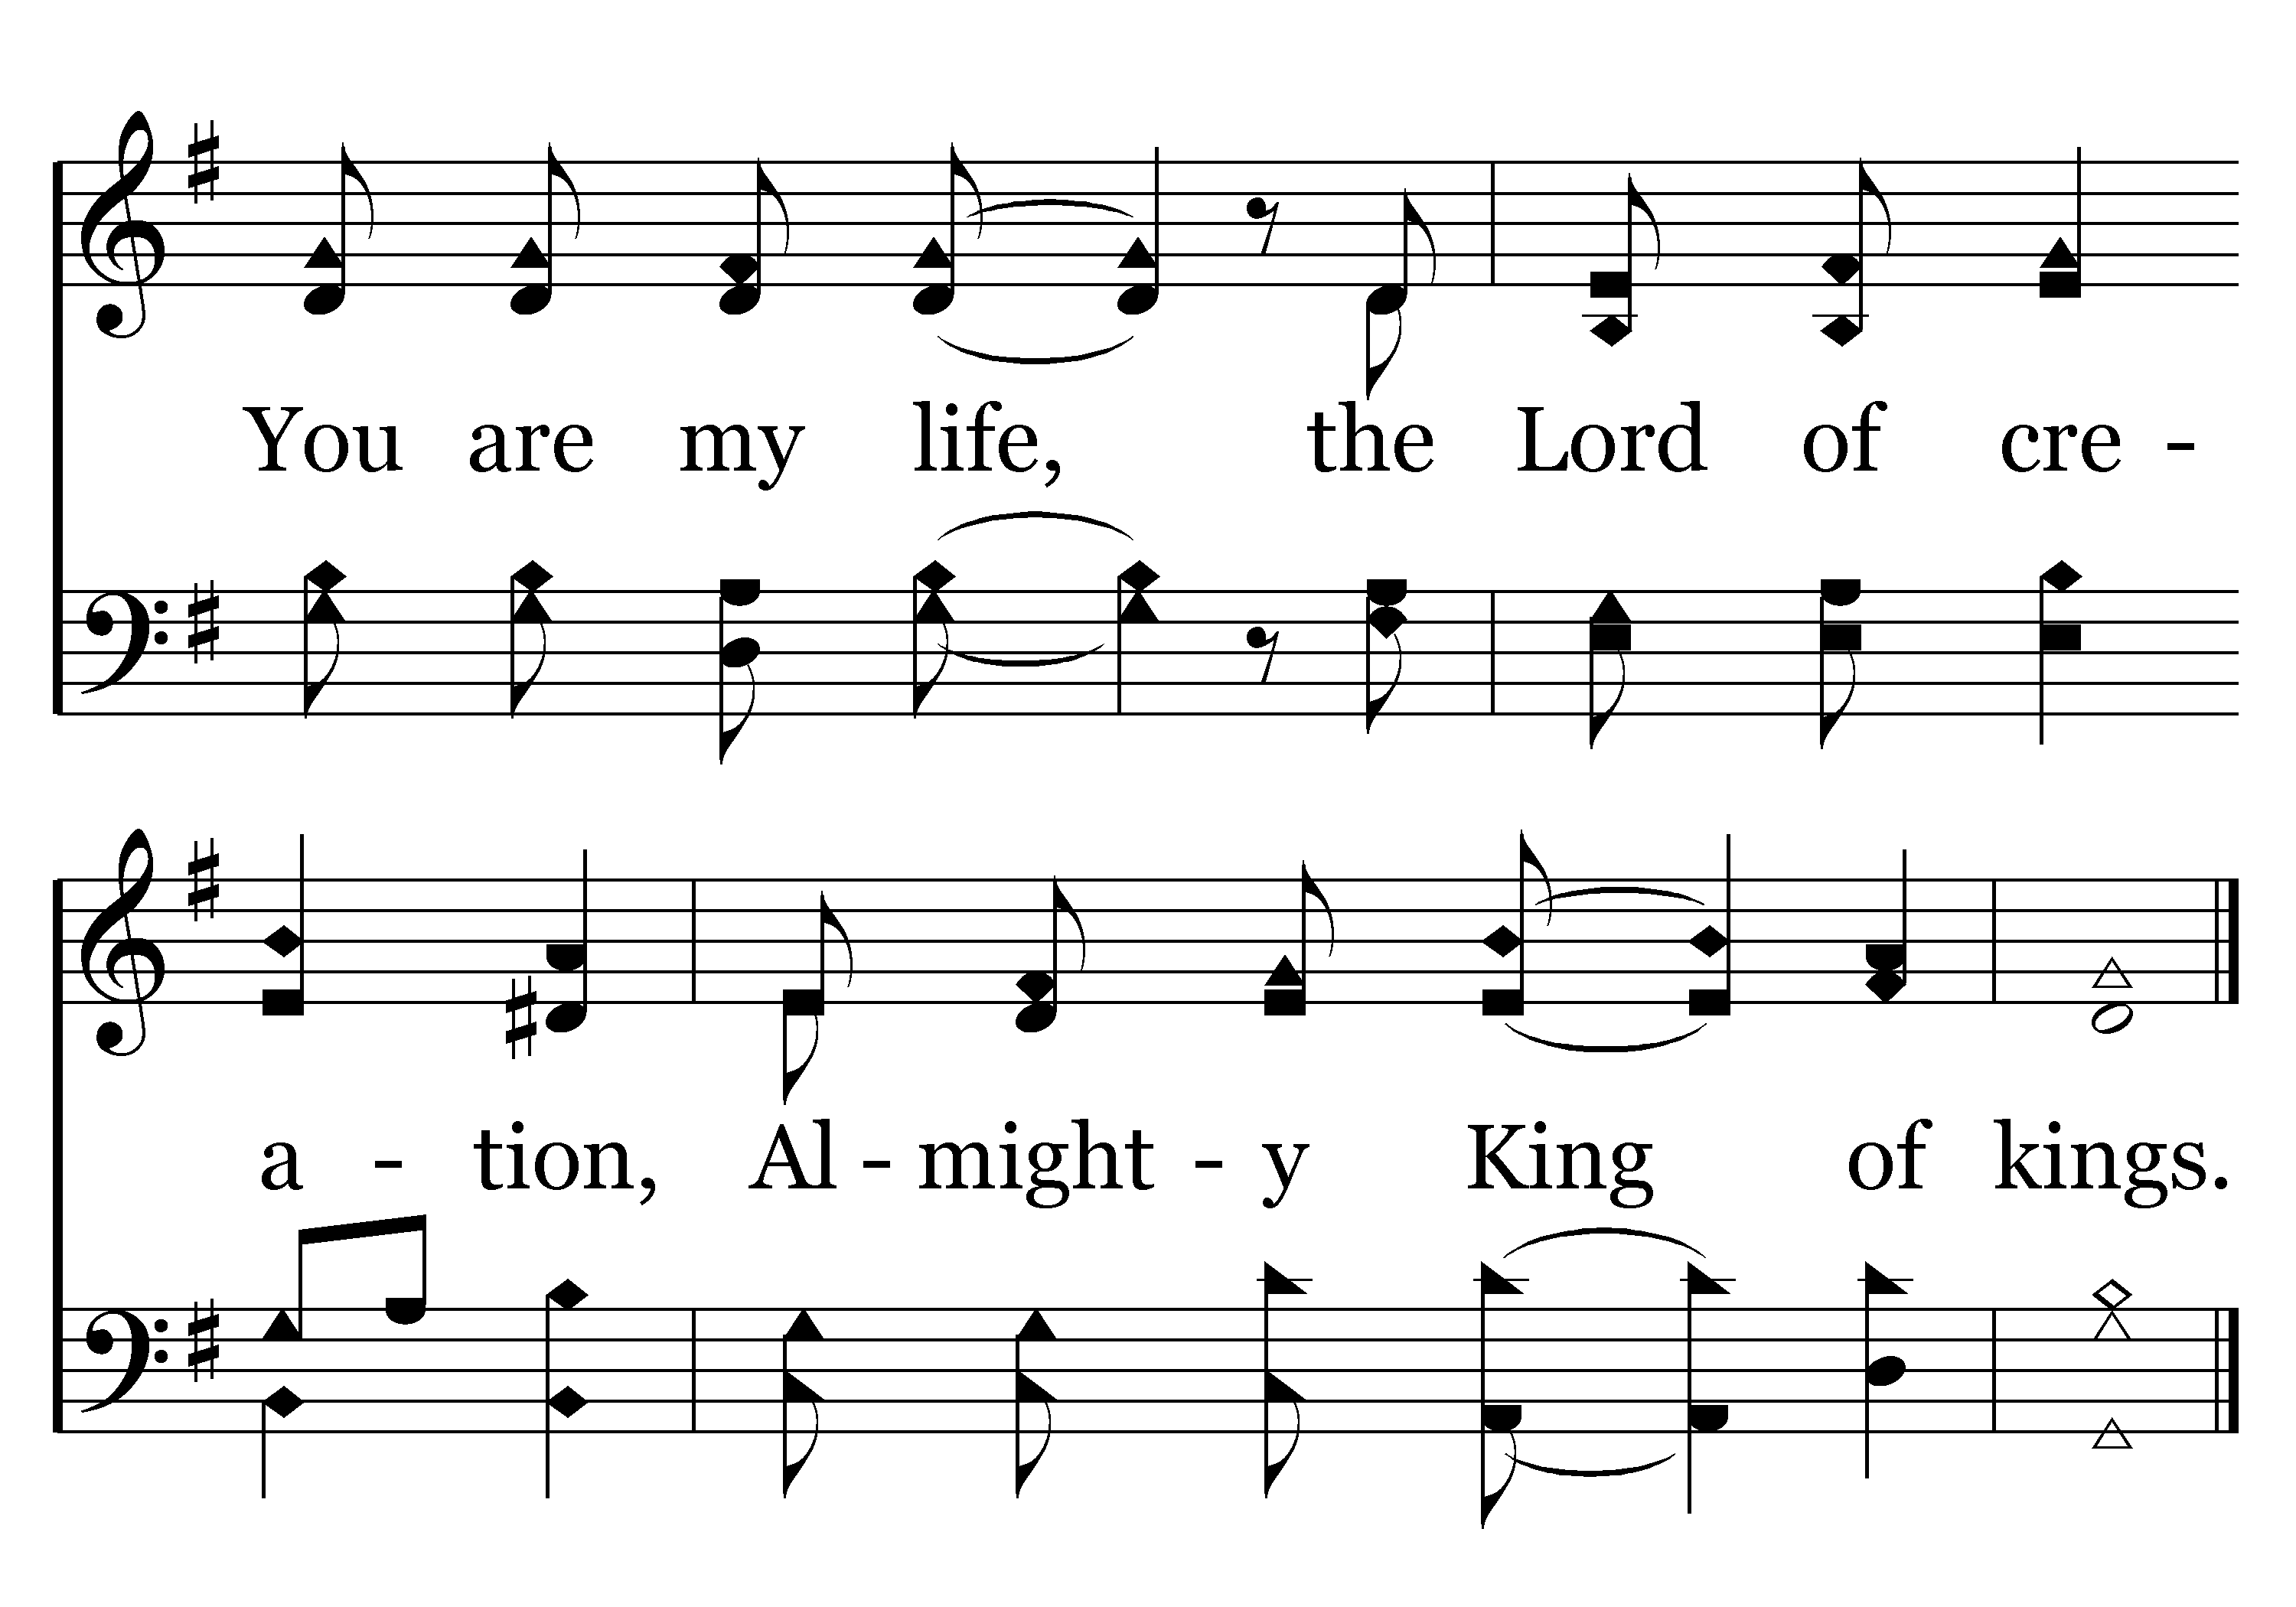 You are my life, the Lord of cre -
a - tion, Al - might - y King of kings.